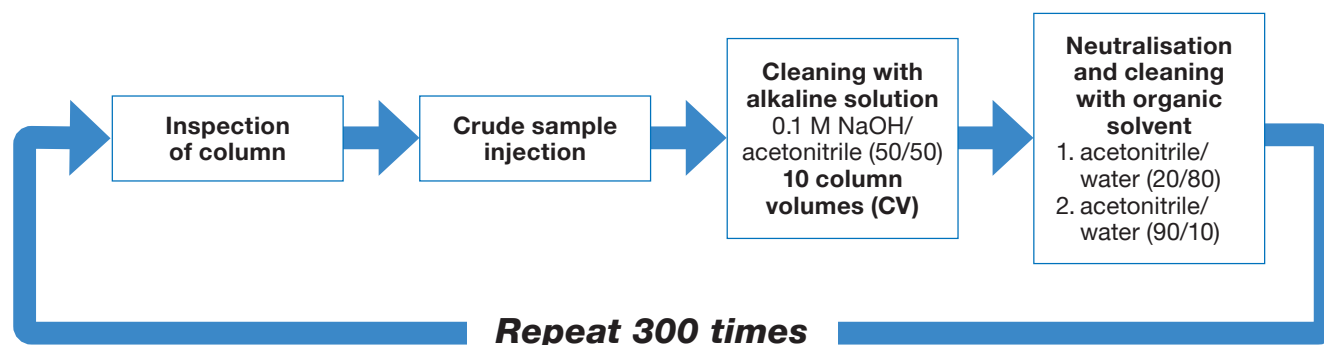 Inspection
of column
Crude sample
injection
Cleaning with
alkaline solution
0.1 M NaOH/
acetonitrile (50/50)
10 column
volumes (CV)
Neutralisation
and cleaning
with organic
solvent
1. acetonitrile/
water (20/80)
2. acetonitrile/
water (90/10)
Repeat 300 times